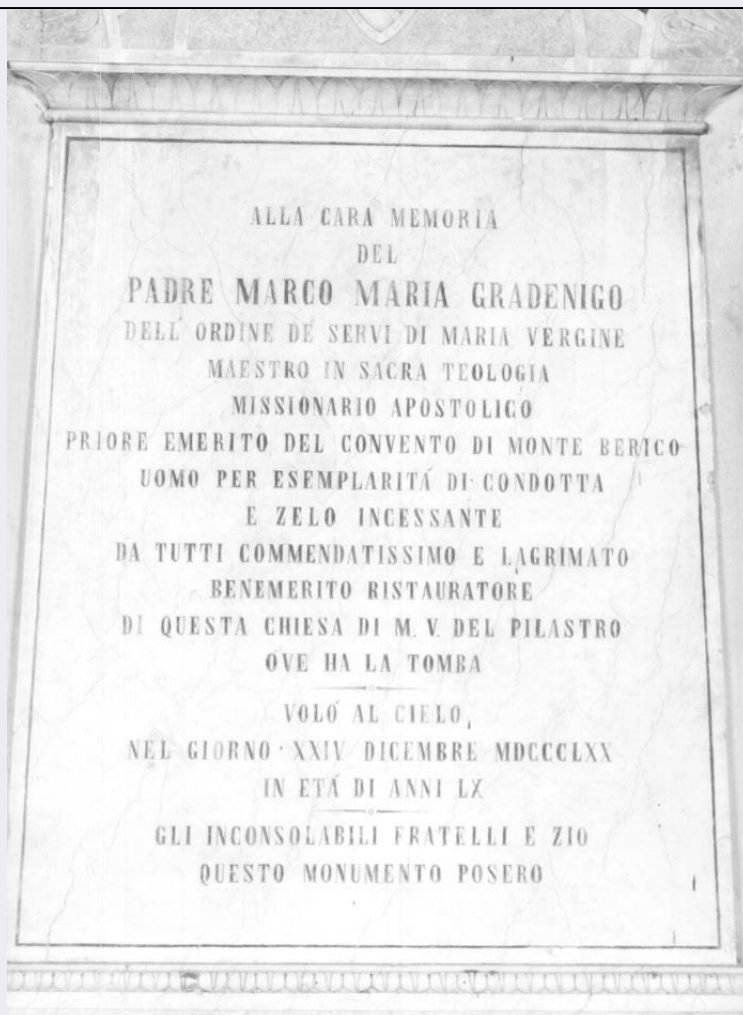 ALLA CARA MEMORIA
DEL
PADRE MARCO MARIA GRADENIGO
DELL' ORDINE DE' SERVI DI MARIA VERGINE
MAESTRO IN SACRA TEOLOGIA
MISSIONARIO APOSTOLICO
PRIORE EMERITO DEL CONVENTO DI MONTE BERICO
UOMO PER ESEMPLARITÁ DI CONDOTTA
E ZELO INCESSANTE
DA TUTTI COMMENDATISSIMO E LAGRIMATO
BENEMERITO RISTAURATORE
DI QUESTA CHIESA DI M. V. DEL PILASTRO
OVE HA LA TOMBA
VOLÓ AL CIELO
NEL GIORNO · XXIV DICEMBRE MDCCCLXX
IN ETÁ DI ANNI LX
GLI INCONSOLABILI FRATELLI E ZIO
QUESTO MONUMENTO POSERO